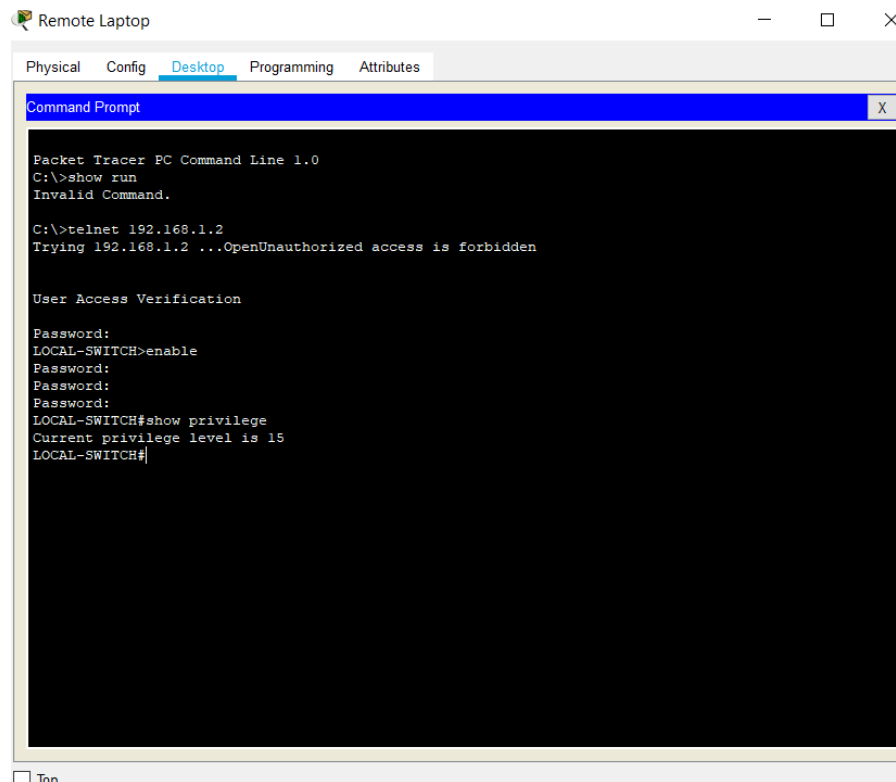 Remote Laptop
Physical Config Desktop Programming Attributes
Command Prompt
X
Packet Tracer PC Command Line 1.0
C:\>show run
Invalid Command.
C:\>telnet 192.168.1.2
Trying 192.168.1.2 ...OpenUnauthorized access is forbidden
User Access Verification
Password:
LOCAL-SWITCH>enable
Password:
Password:
Password:
LOCAL-SWITCH#show privilege
Current privilege level is 15
LOCAL-SWITCH#
Top